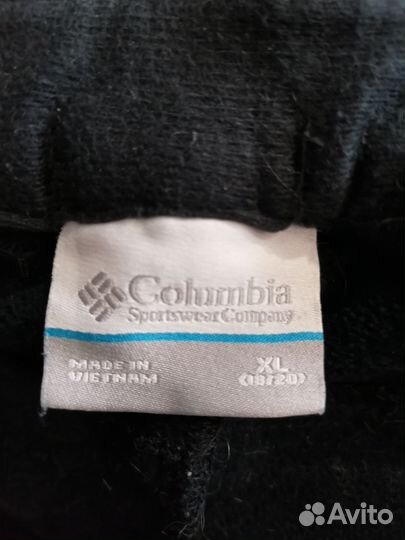 Columbia
Sportswear Company
MADE IN
VIETNAM
XL
(18/20)
Avito